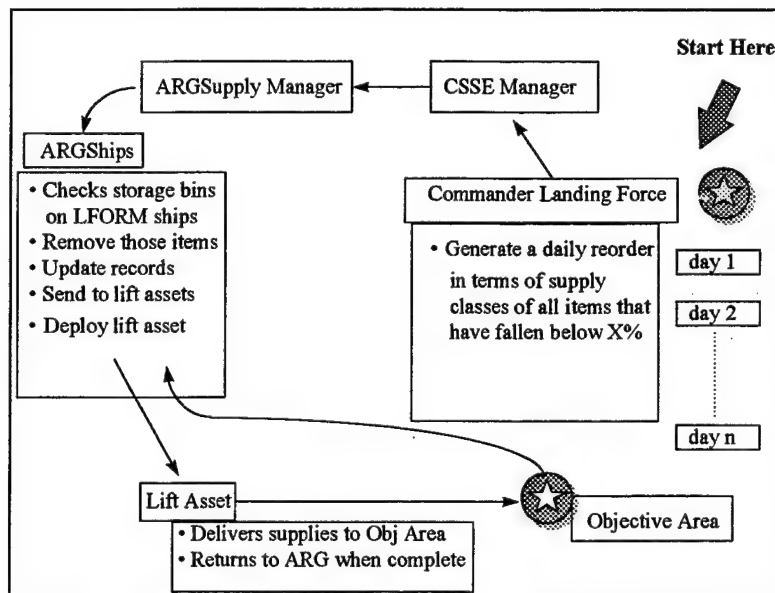 Start Here
ARGSupply Manager
CSSE Manager
ARGShips
• Checks storage bins
on LFORM ships
• Remove those items
• Update records
• Send to lift assets
• Deploy lift asset
Commander Landing Force
• Generate a daily reorder
in terms of supply
classes of all items that
have fallen below X%
day 1
day 2
day n
Lift Asset
• Delivers supplies to Obj Area
• Returns to ARG when complete
Objective Area